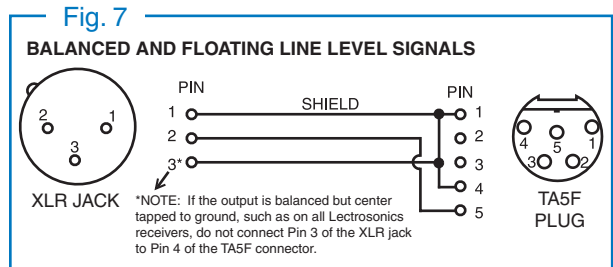 Fig. 7
BALANCED AND FLOATING LINE LEVEL SIGNALS
2
1
3
XLR JACK
PIN
1
2
3*
SHIELD
PIN
1
2
3
4
5
*NOTE: If the output is balanced but center
tapped to ground, such as on all Lectrosonics
receivers, do not connect Pin 3 of the XLR jack
to Pin 4 of the TA5F connector.
4
5
1
3
2
TA5F
PLUG